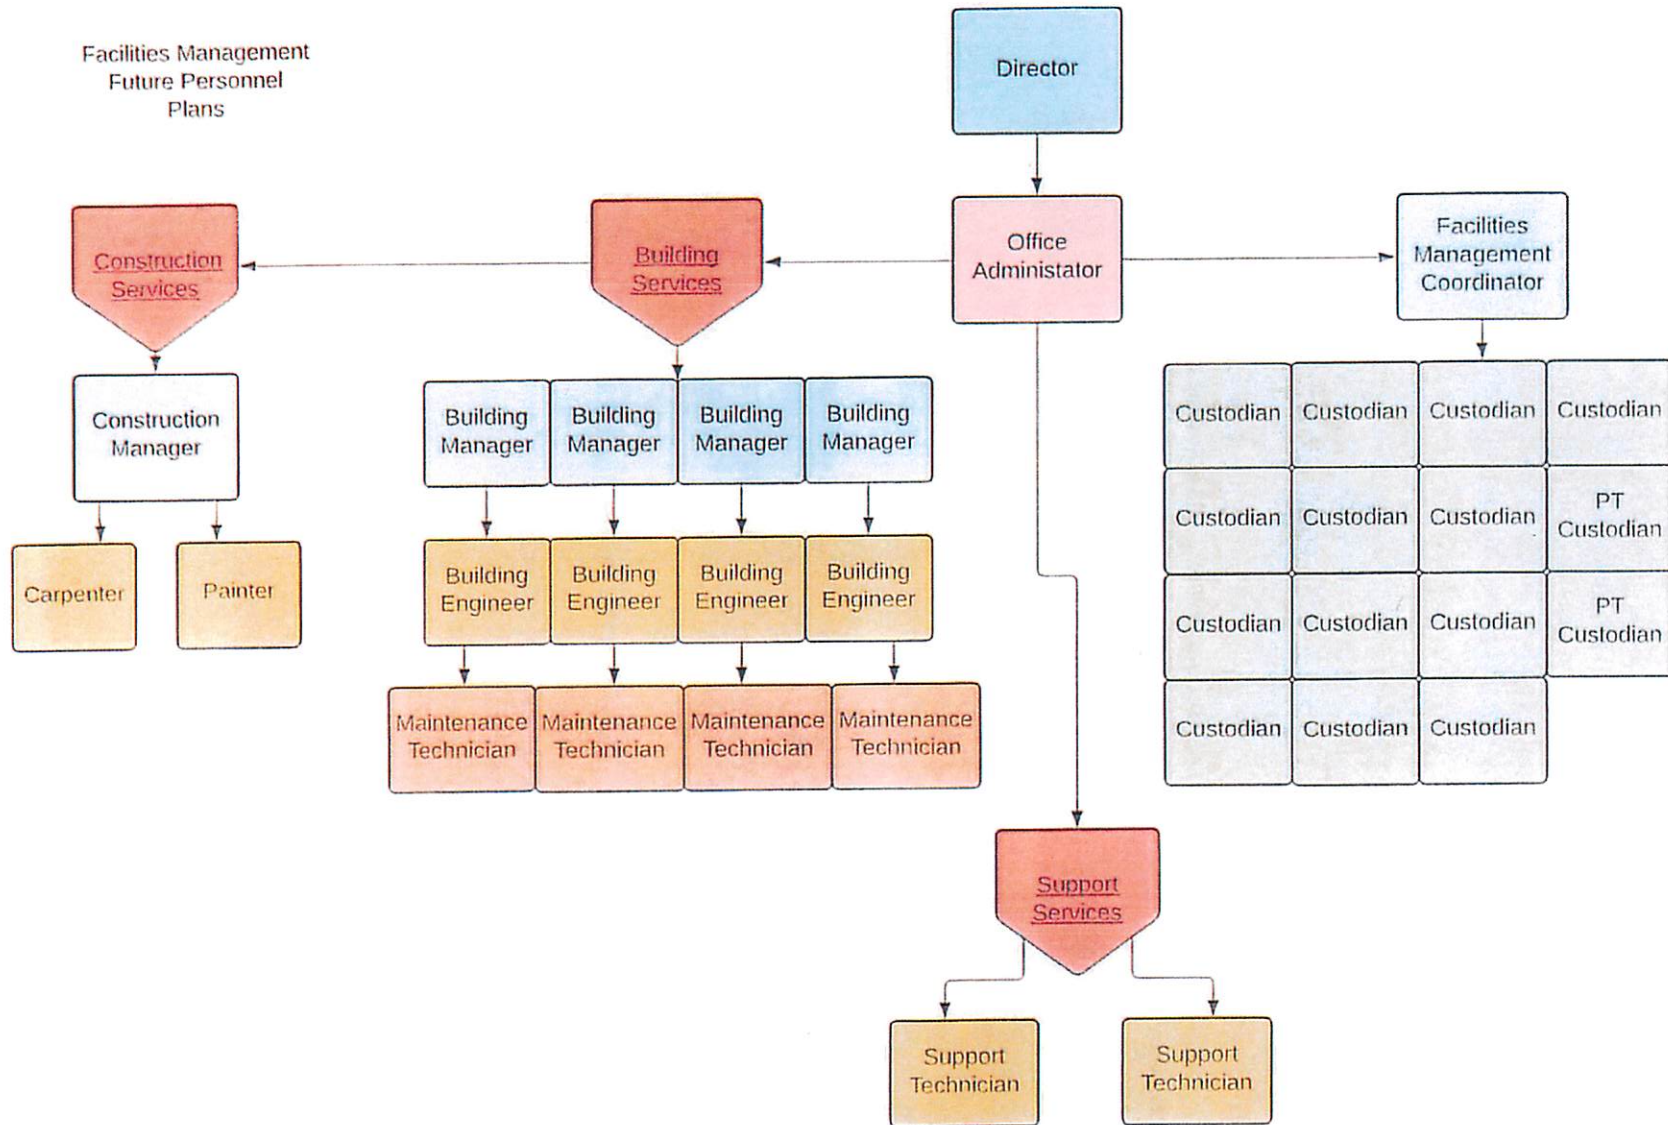 Facilities Management
Future Personnel
Plans
Director
Construction
Services
Building
Services
Office
Administator
Facilities
Management
Coordinator
Construction
Manager
Carpenter
Painter
Building
Manager
Building
Manager
Building
Manager
Building
Manager
Building
Engineer
Building
Engineer
Building
Engineer
Building
Engineer
Maintenance
Technician
Maintenance
Technician
Maintenance
Technician
Maintenance
Technician
Custodian
Custodian
Custodian
Custodian
Custodian
Custodian
Custodian
PT
Custodian
Custodian
Custodian
Custodian
PT
Custodian
Custodian
Custodian
Custodian
Support
Services
Support
Technician
Support
Technician